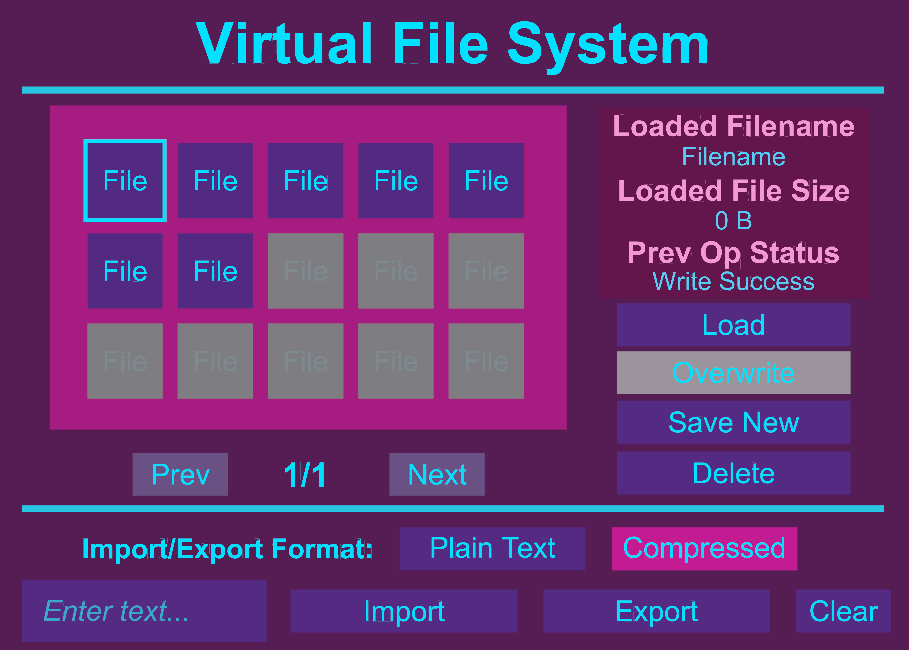 Virtual File System
File File File File File
File File File File File
File File File File File
Loaded Filename
Filename
Loaded File Size
0 B
Prev Op Status
Write Success
Load
Overwrite
Save New
Delete
Prev 1/1 Next
Import/Export Format: Plain Text Compressed
Enter text... Import Export Clear